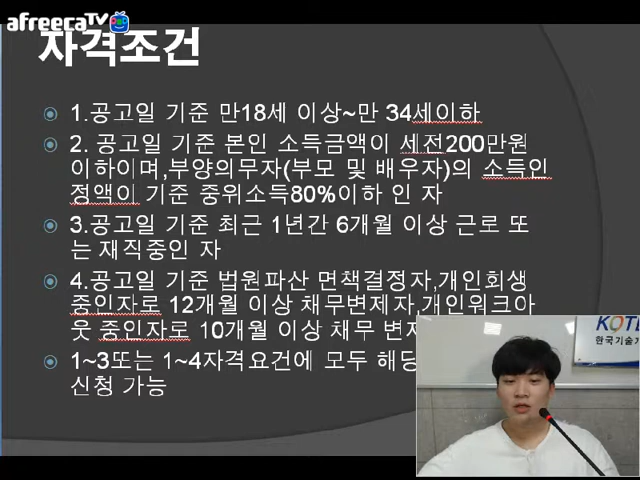 afreecaTV
자격조건
1.공고일 기준 만18세 이상~만 34세이하
2. 공고일 기준 본인 소득금액이 세전200만원
이하이며,부양의무자(부모 및 배우자)의 소득인
정액이 기준 중위소득80%이하 인 자
3.공고일 기준 최근 1년간 6개월 이상 근로 또
는 재직중인 자
4.공고일 기준 법원파산 면책결정자,개인회생
중인자로 12개월 이상 채무변제자,개인워크아
웃 중인자로 10개월 이상 채무 변제
1~3또는 1~4자격요건에 모두 해당
신청 가능
한국기술